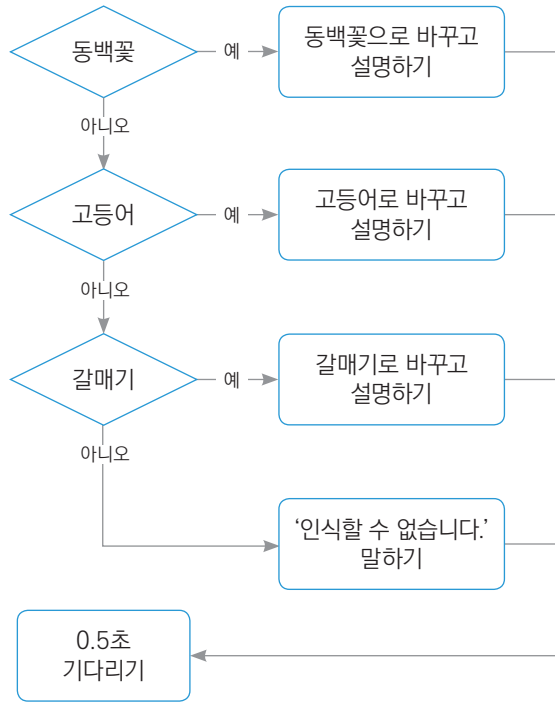 동백꽃
예
동백꽃으로 바꾸고
설명하기
아니오
고등어
예
고등어로 바꾸고
설명하기
아니오
갈매기
예
갈매기로 바꾸고
설명하기
아니오
‘인식할 수 없습니다.’
말하기
0.5초
기다리기